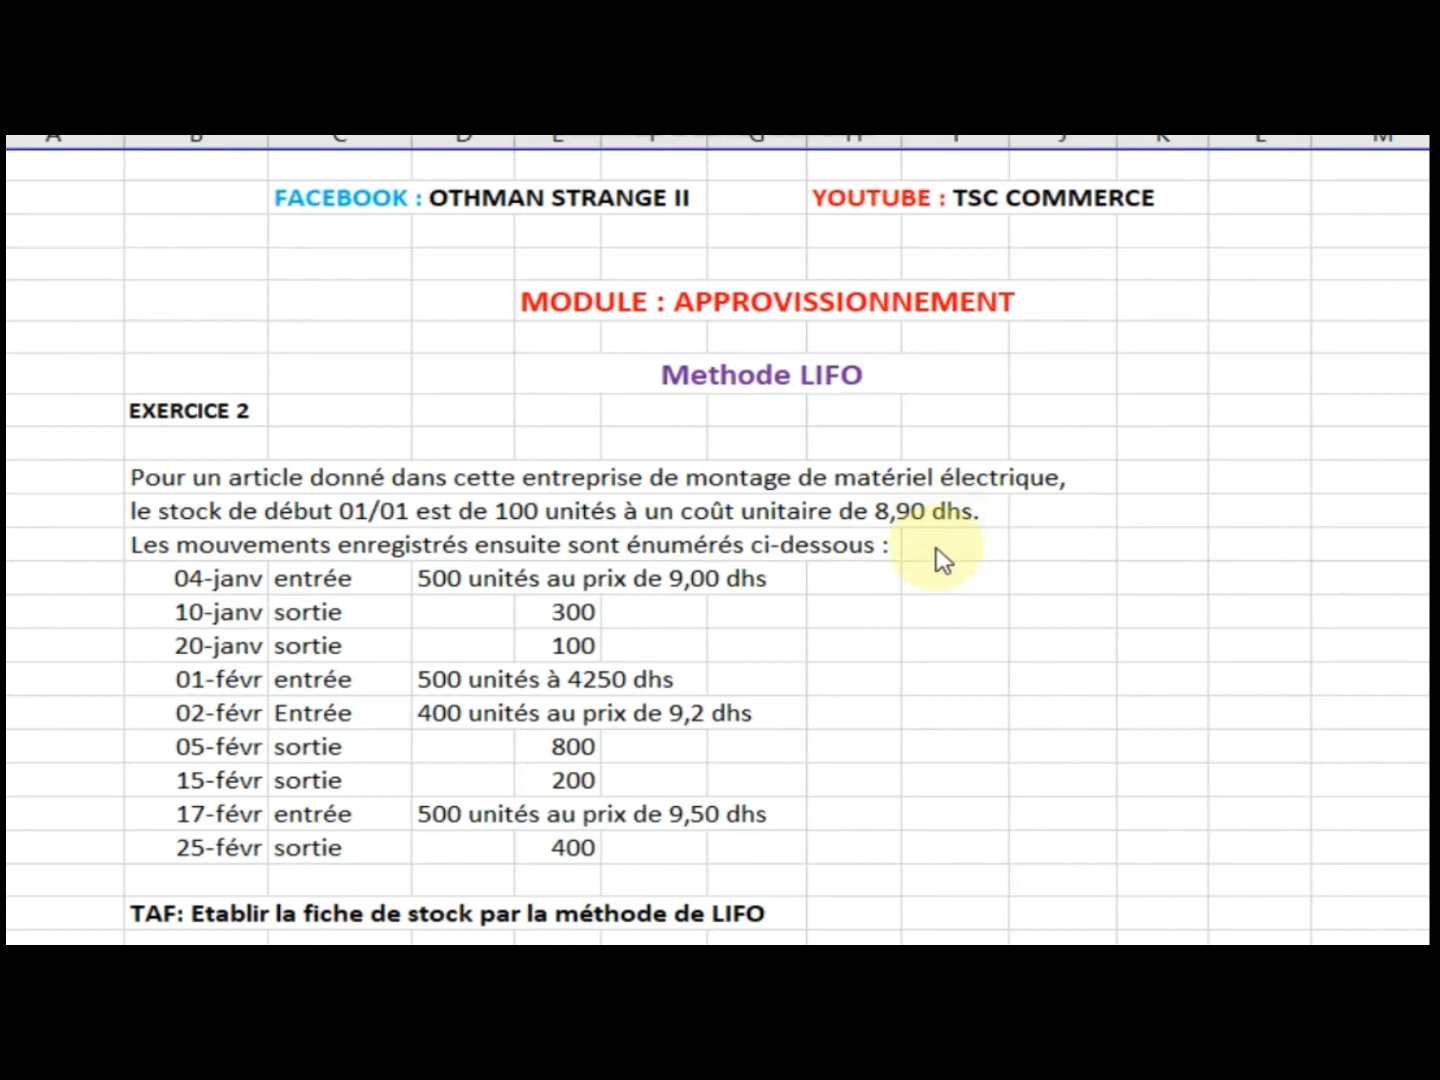 FACEBOOK : OTHMAN STRANGE II YOUTUBE : TSC COMMERCE
MODULE : APPROVISSIONNEMENT
Methode LIFO
EXERCICE 2
Pour un article donné dans cette entreprise de montage de matériel électrique,
le stock de début 01/01 est de 100 unités à un coût unitaire de 8,90 dhs.
Les mouvements enregistrés ensuite sont énumérés ci-dessous :
04-janv entrée 500 unités au prix de 9,00 dhs
10-janv sortie 300
20-janv sortie 100
01-févr entrée 500 unités à 4250 dhs
02-févr Entrée 400 unités au prix de 9,2 dhs
05-févr sortie 800
15-févr sortie 200
17-févr entrée 500 unités au prix de 9,50 dhs
25-févr sortie 400
TAF: Etablir la fiche de stock par la méthode de LIFO